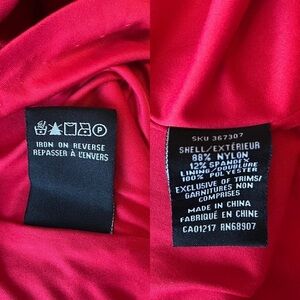 P
IRON ON REVERSE
REPASSER À L'ENVERS
SKU 367307
SHELL/EXTÉRIEUR
88% NYLON
12% SPANDEX
LINING/DOUBLURE
100% POLYESTER
EXCLUSIVE OF TRIMS/
GARNITURES NON
COMPRISES
MADE IN CHINA
FABRIQUÉ EN CHINE
CA01217 RN68907